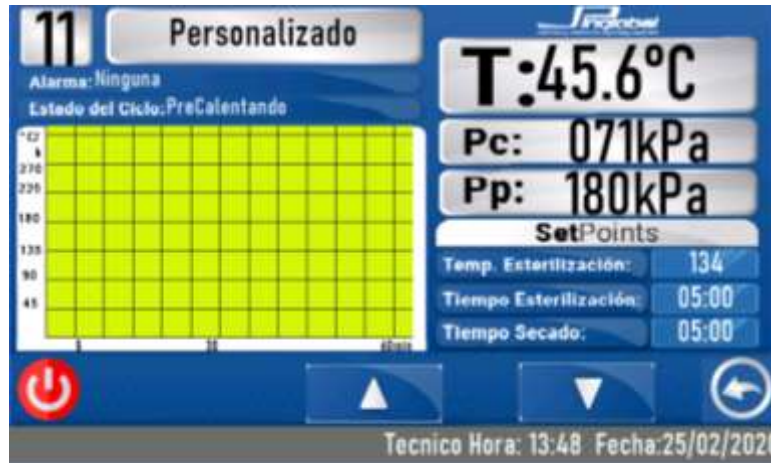 11 Personalizado
Alarma: Ninguna
Estado del Ciclo: PreCalentando
T:45.6ºC
Pc: 071kPa
Pp: 180kPa
SetPoints
Temp. Esterilización: 134
Tiempo Esterilización: 05:00
Tiempo Secado: 05:00
270
225
180
135
90
45
Tecnico Hora: 13:48 Fecha:25/02/202